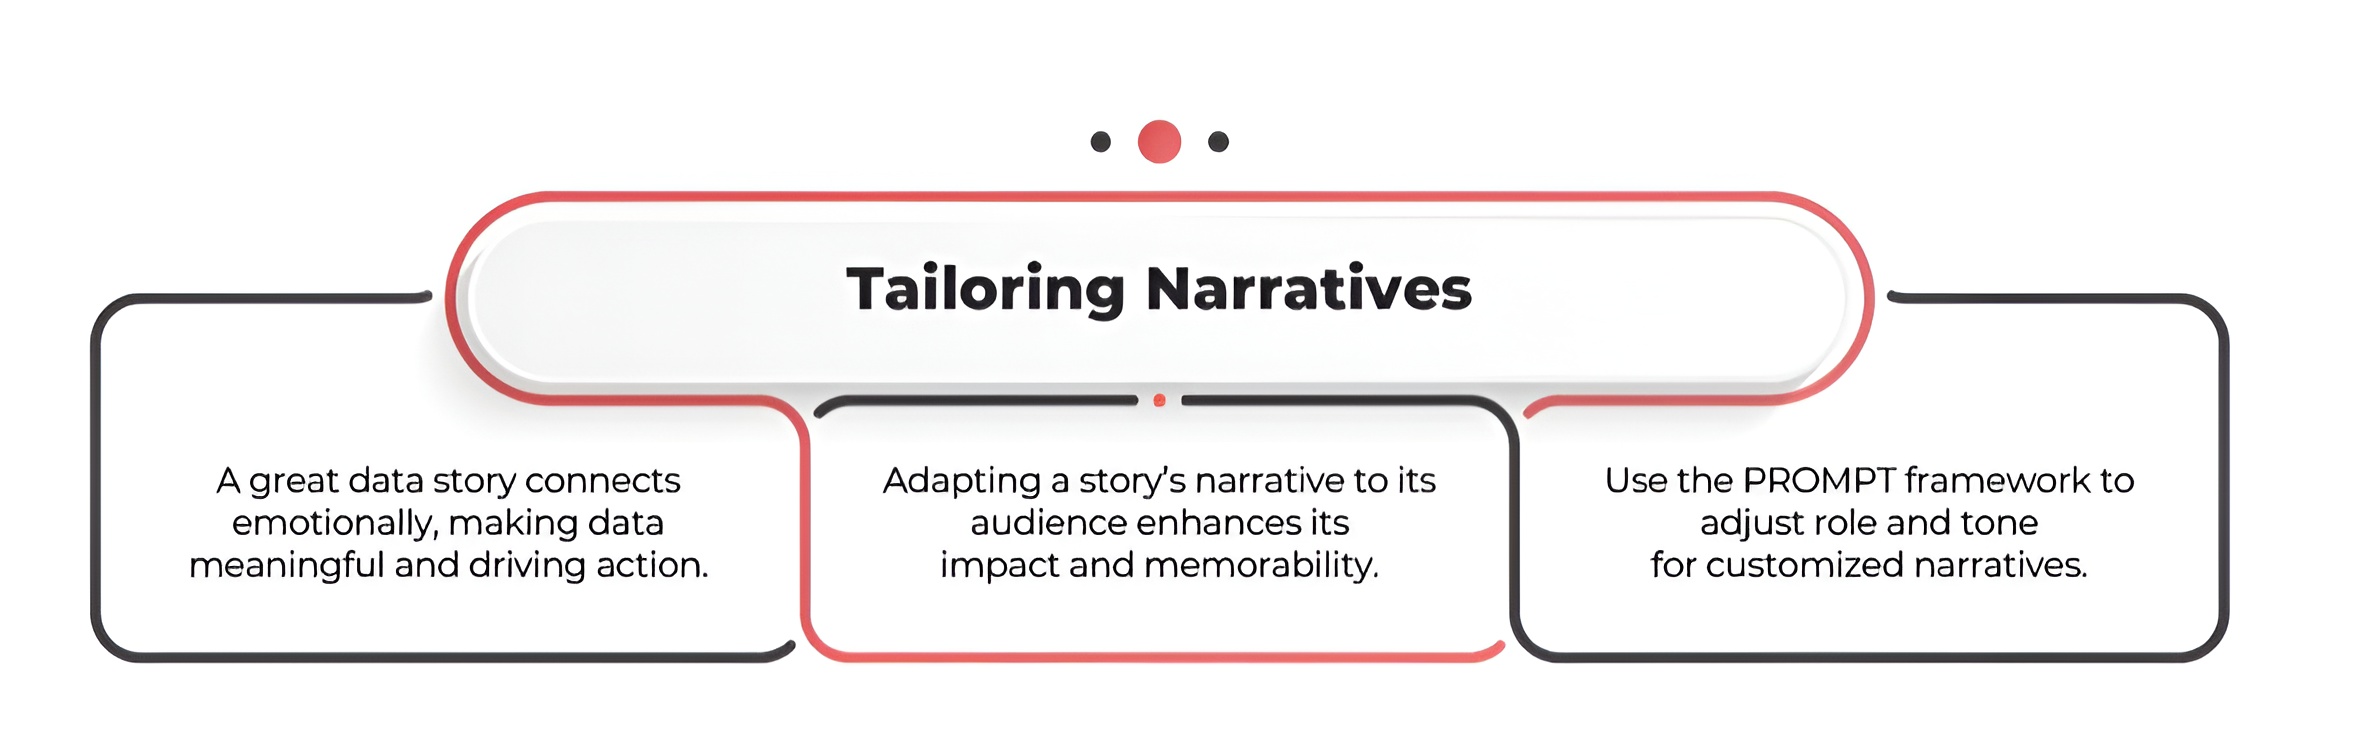 Tailoring Narratives
A great data story connects
emotionally, making data
meaningful and driving action.
Adapting a story's narrative to its
audience enhances its
impact and memorability.
Use the PROMPT framework to
adjust role and tone
for customized narratives.